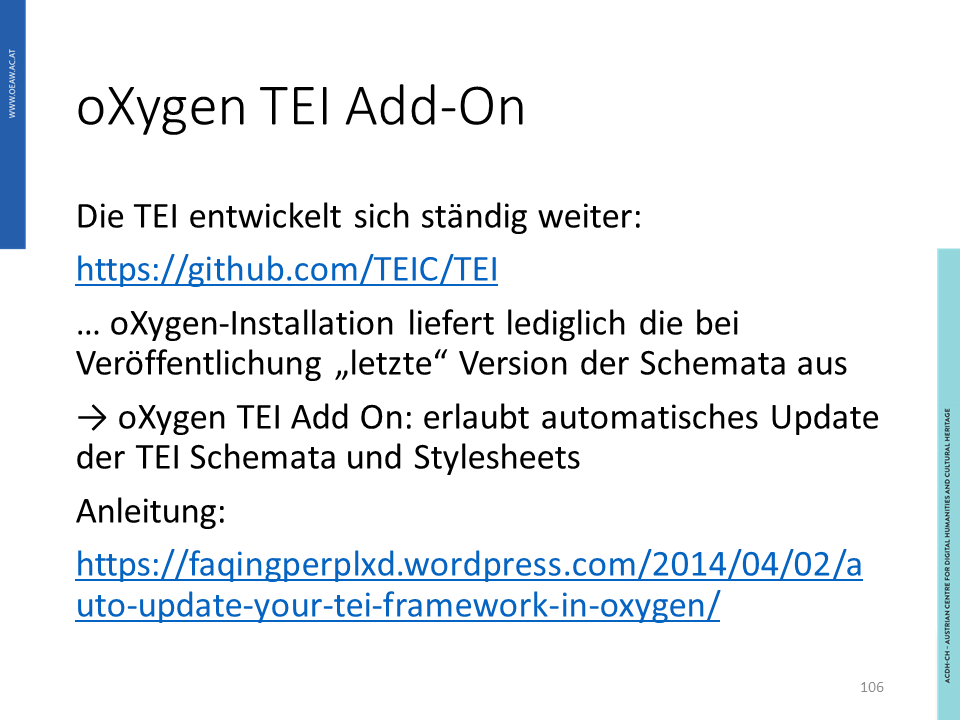 WWW.OEAW.AC.AT
oXygen TEI Add-On
Die TEI entwickelt sich ständig weiter:
https://github.com/TEIC/TEI
… oXygen-Installation liefert lediglich die bei
Veröffentlichung „letzte“ Version der Schemata aus
→ oXygen TEI Add On: erlaubt automatisches Update
der TEI Schemata und Stylesheets
Anleitung:
https://faqingperplxd.wordpress.com/2014/04/02/a
uto-update-your-tei-framework-in-oxygen/
ACDH-CH – AUSTRIAN CENTRE FOR DIGITAL HUMANITIES AND CULTURAL HERITAGE
106